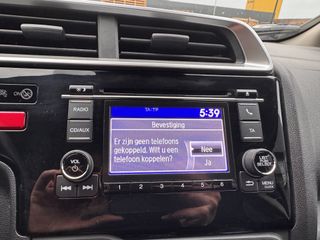 TA·TP 5:39
RADIO
CD/AUX
VOL
Bevestiging
Er zijn geen telefoons
gekoppeld. Wilt u een
telefoon koppelen?
Nee
Ja
TA
SELECT
MENU
1 2 3 4 5 6